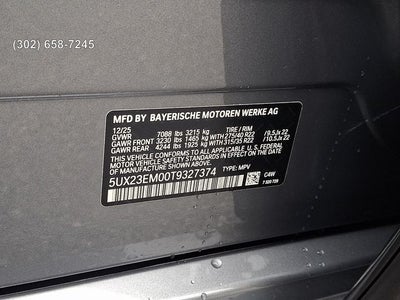 (302) 658-7245
MFD BY BAYERISCHE MOTOREN WERKE AG
12/25 TIRE / RIM
GVWR 7088 lbs 3215 kg
GAWR FRONT 3230 lbs 1465 kg WITH 275/40 R22 / 9.5Jx 22
GAWR REAR 4244 lbs 1925 kg WITH 315/35 R22 / 10.5Jx 22
THIS VEHICLE CONFORMS TO ALL APPLICABLE U.S. FEDERAL
MOTOR VEHICLE SAFETY STANDARDS IN EFFECT ON THE
DATE OF MANUFACTURE SHOWN ABOVE.
5UX23EM00T9327374 TYPE: MPV
C4W